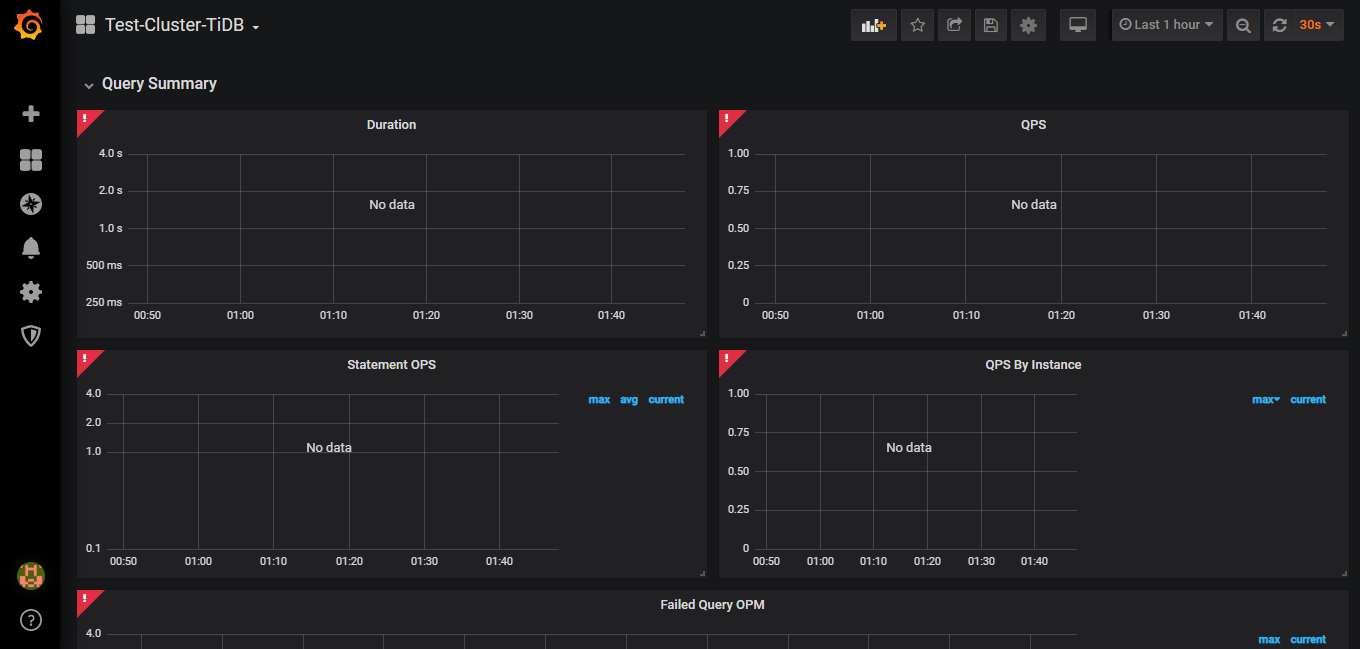 Test-Cluster-TiDB
Last 1 hour
30s
Query Summary
!
Duration
4.0 s
2.0 s
1.0 s
500 ms
250 ms
No data
00:50 01:00 01:10 01:20 01:30 01:40
!
QPS
1.00
0.75
0.50
0.25
0
No data
00:50 01:00 01:10 01:20 01:30 01:40
!
Statement OPS
4.0
2.0
1.0
0.1
No data
max avg current
00:50 01:00 01:10 01:20 01:30 01:40
!
QPS By Instance
1.00
0.75
0.50
0.25
0
No data
max current
00:50 01:00 01:10 01:20 01:30 01:40
!
Failed Query OPM
4.0
max current
?